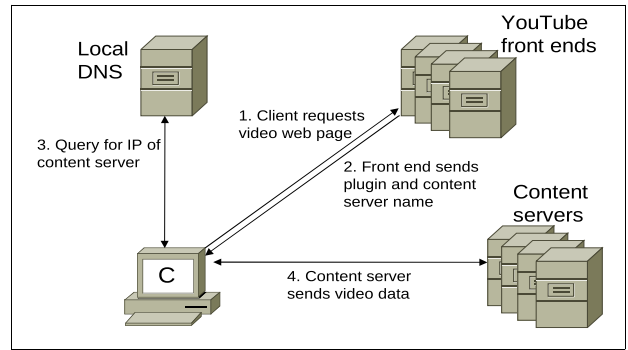 Local
DNS
YouTube
front ends
1. Client requests
video web page
3. Query for IP of
content server
2. Front end sends
plugin and content
server name
Content
servers
C
4. Content server
sends video data